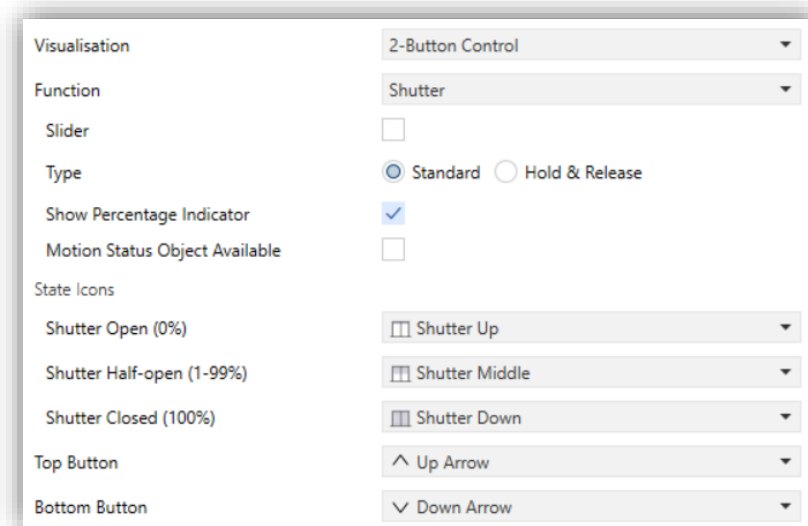 Visualisation 2-Button Control
Function Shutter
Slider
Type Standard Hold & Release
Show Percentage Indicator
Motion Status Object Available
State Icons
Shutter Open (0%) Shutter Up
Shutter Half-open (1-99%) Shutter Middle
Shutter Closed (100%) Shutter Down
Top Button Up Arrow
Bottom Button Down Arrow